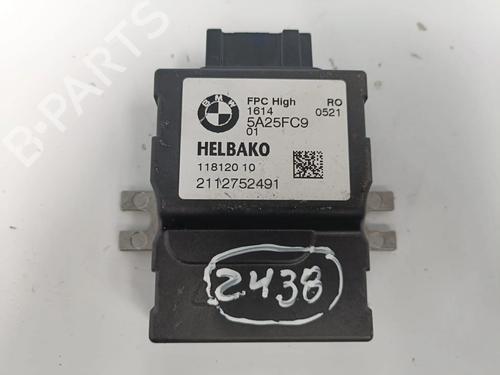 B-PARTS
BMW
FPC High RO
1614 0521
5A25FC9
01
HELBAKO
118120 10
2112752491
2438